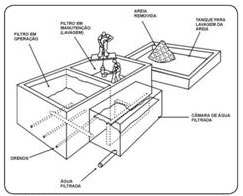 AREIA
REMOVIDA
FILTRO EM
MANUTENÇÃO
(LAVAGEM)
TANQUE PARA
LAVAGEM DA
AREIA
FILTRO EM
OPERAÇÃO
CÂMARA DE ÁGUA
FILTRADA
DRENOS
ÁGUA
FILTRADA